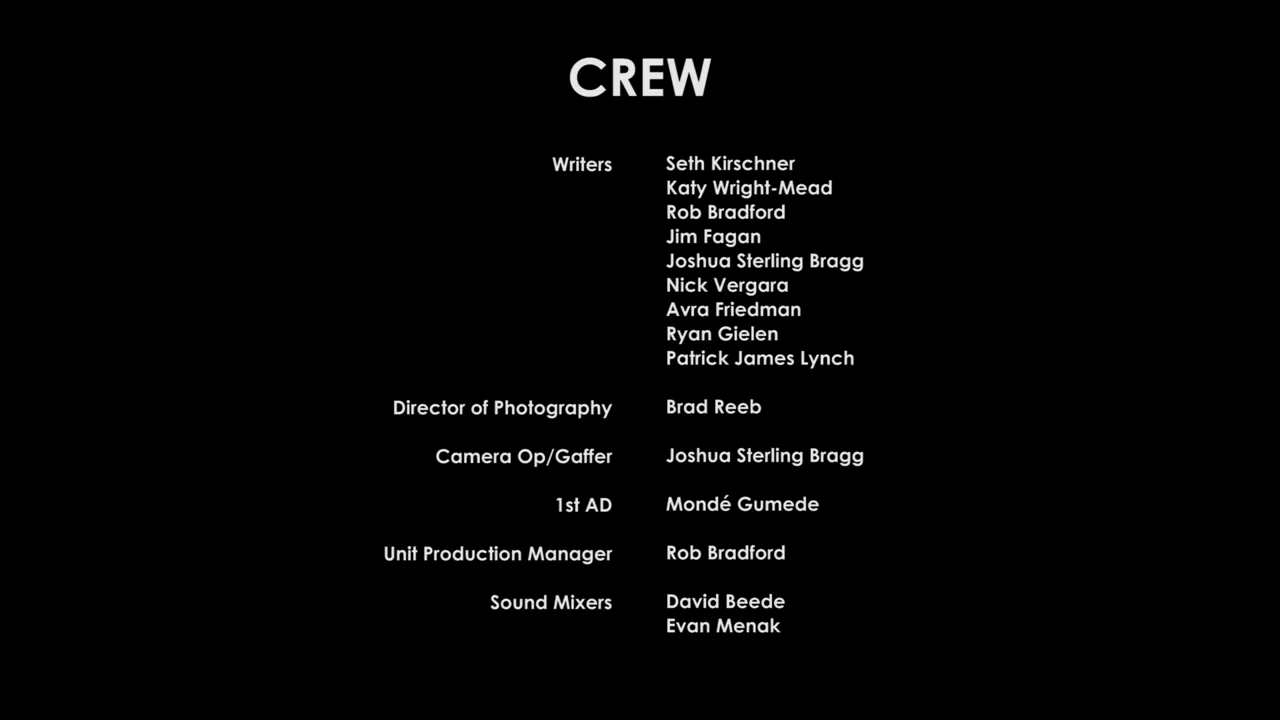 CREW
Writers Seth Kirschner
Katy Wright-Mead
Rob Bradford
Jim Fagan
Joshua Sterling Bragg
Nick Vergara
Avra Friedman
Ryan Gielen
Patrick James Lynch
Director of Photography Brad Reeb
Camera Op/Gaffer Joshua Sterling Bragg
1st AD Mondé Gumede
Unit Production Manager Rob Bradford
Sound Mixers David Beede
Evan Menak